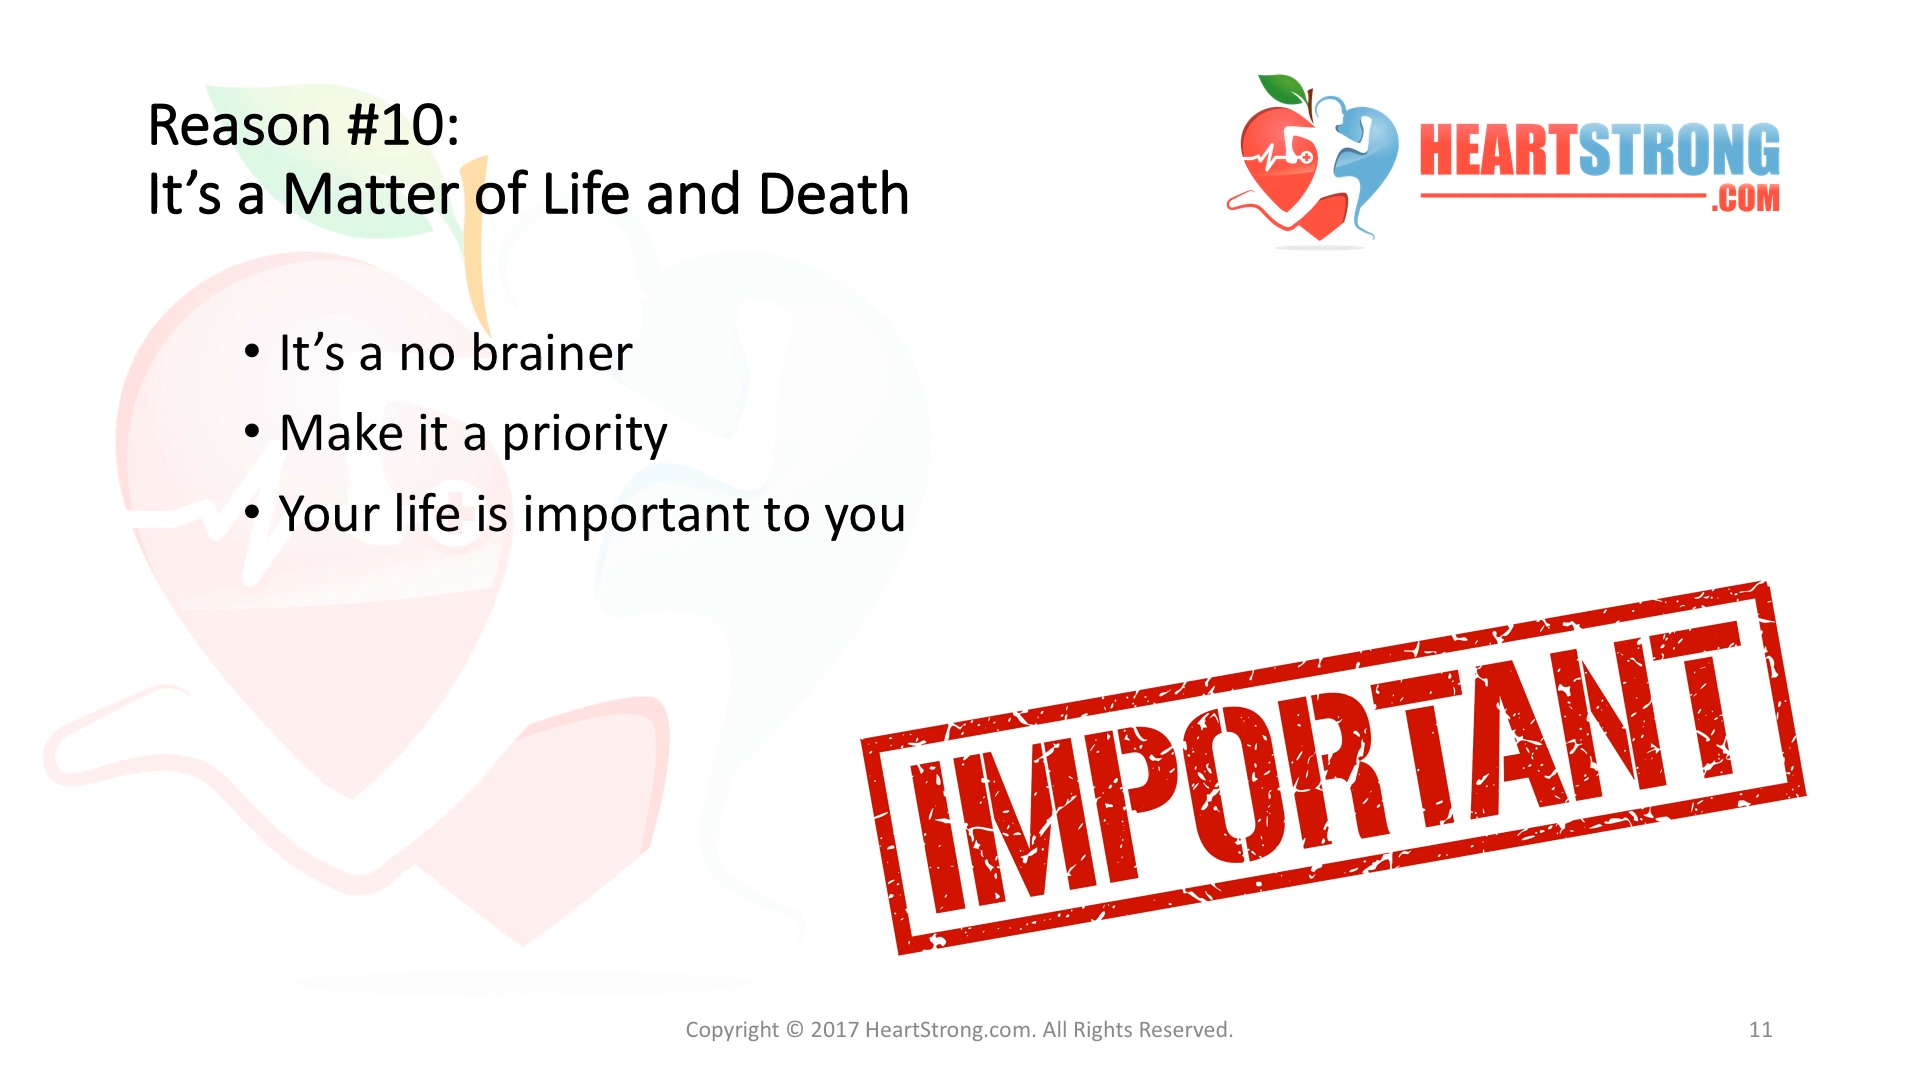 Reason #10:
It’s a Matter of Life and Death
HEARTSTRONG
.COM
• It’s a no brainer
• Make it a priority
• Your life is important to you
IMPORTANT
Copyright © 2017 HeartStrong.com. All Rights Reserved.
11